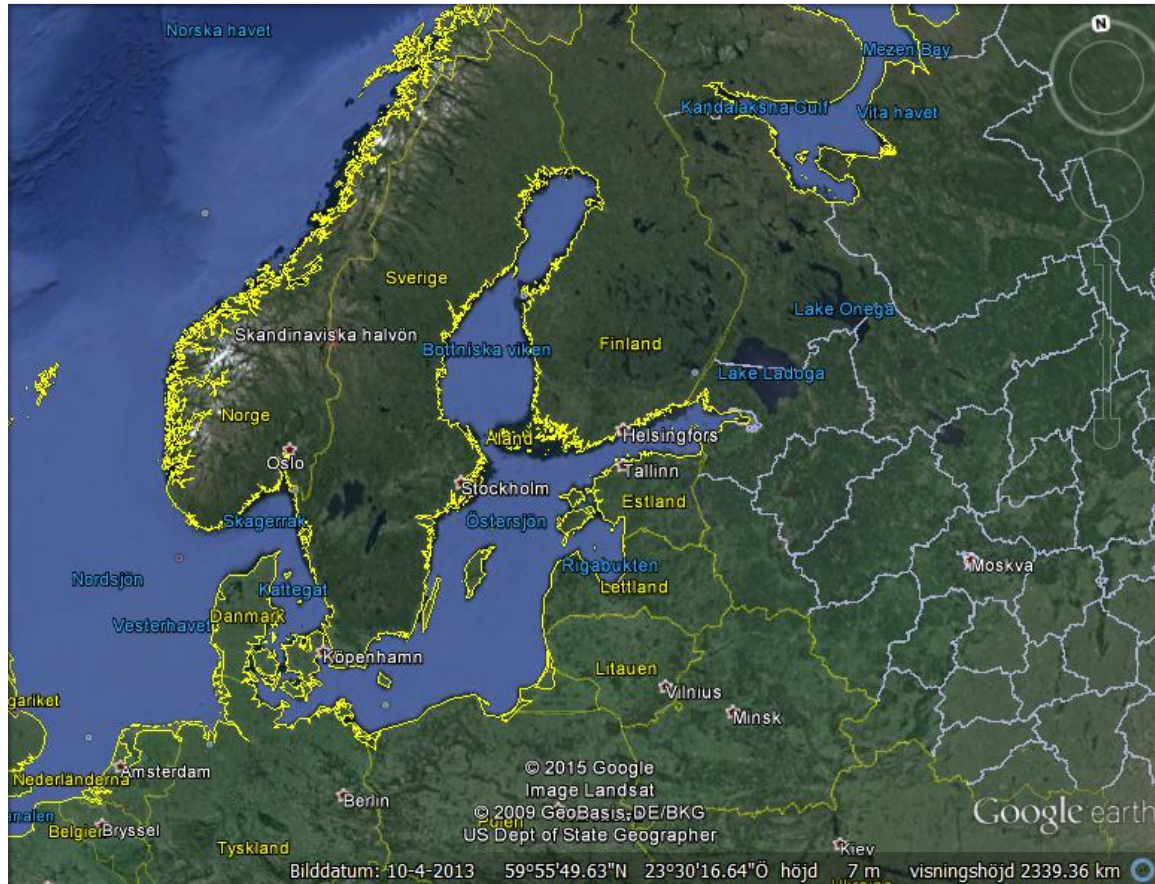 Norska havet
Mezen Bay
Kandalaksha Gulf
Vita havet
Sverige
Lake Onega
Skandinaviska halvön
Bottniska viken
Finland
Lake Ladoga
Norge
Åland
Helsingfors
Oslo
Tallinn
Stockholm
Estland
Skagerrak
Östersjön
Nordsjön
Rigabukten
Moskva
Kattegat
Lettland
Danmark
Vesterhavet
Köpenhamn
Litauen
Vilnius
gariket
Minsk
Amsterdam
Nederländerna
© 2015 Google
Image Landsat
Berlin
© 2009 GeoBasis-DE/BKG
Google earth
nalen
Belgien
Bryssel
Polen
US Dept of State Geographer
Tyskland
Kiev
Bilddatum: 10-4-2013 59°55'49.63"N 23°30'16.64"Ö höjd 7 m visningshöjd 2339.36 km
N